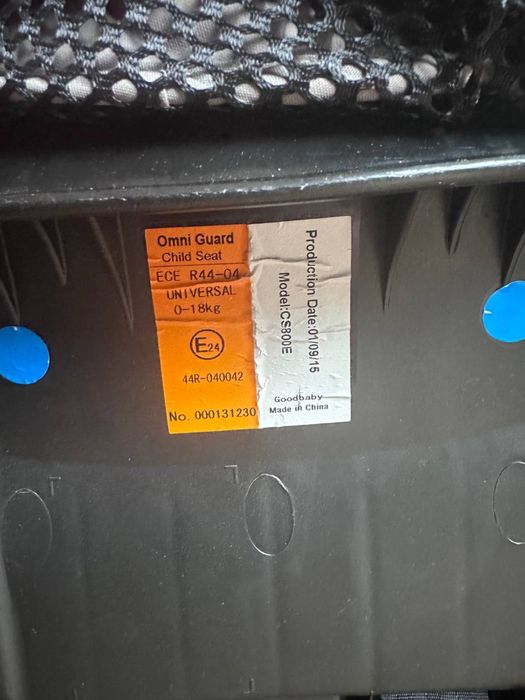 Omni Guard
Child Seat
ECE R44-04
UNIVERSAL
0-18kg
E24
44R-040042
No. 000131230
Production Date:01/09/15
Model:CS800E
Goodbaby
Made in China